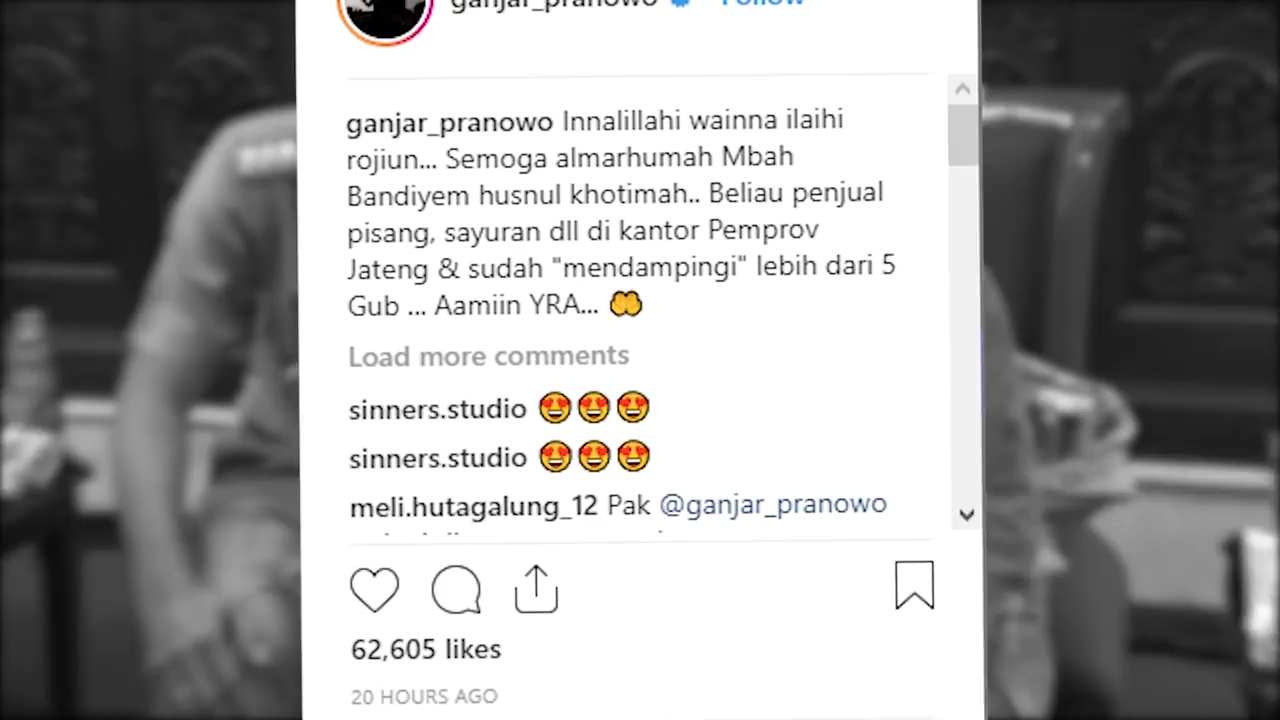 ganjar_pranowo Follow
ganjar_pranowo Innalillahi wainna ilaihi
rojiun... Semoga almarhumah Mbah
Bandiyem husnul khotimah.. Beliau penjual
pisang, sayuran dll di kantor Pemprov
Jateng & sudah "mendampingi" lebih dari 5
Gub ... Aamiin YRA... 🤲
Load more comments
sinners.studio 😍😍😍
sinners.studio 😍😍😍
meli.hutagalung_12 Pak @ganjar_pranowo
62,605 likes
20 HOURS AGO